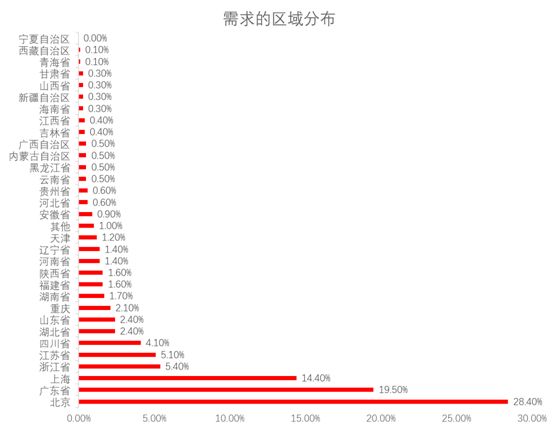 需求的区域分布
宁夏自治区 0.00%
西藏自治区 0.10%
青海省 0.10%
甘肃省 0.30%
山西省 0.30%
新疆自治区 0.30%
海南省 0.30%
江西省 0.40%
吉林省 0.40%
广西自治区 0.50%
内蒙古自治区 0.50%
黑龙江省 0.50%
云南省 0.50%
贵州省 0.60%
河北省 0.60%
安徽省 0.90%
其他 1.00%
天津 1.20%
辽宁省 1.40%
河南省 1.40%
陕西省 1.60%
福建省 1.60%
湖南省 1.70%
重庆 2.10%
山东省 2.40%
湖北省 2.40%
四川省 4.10%
江苏省 5.10%
浙江省 5.40%
上海 14.40%
广东省 19.50%
北京 28.40%
0.00% 5.00% 10.00% 15.00% 20.00% 25.00% 30.00%